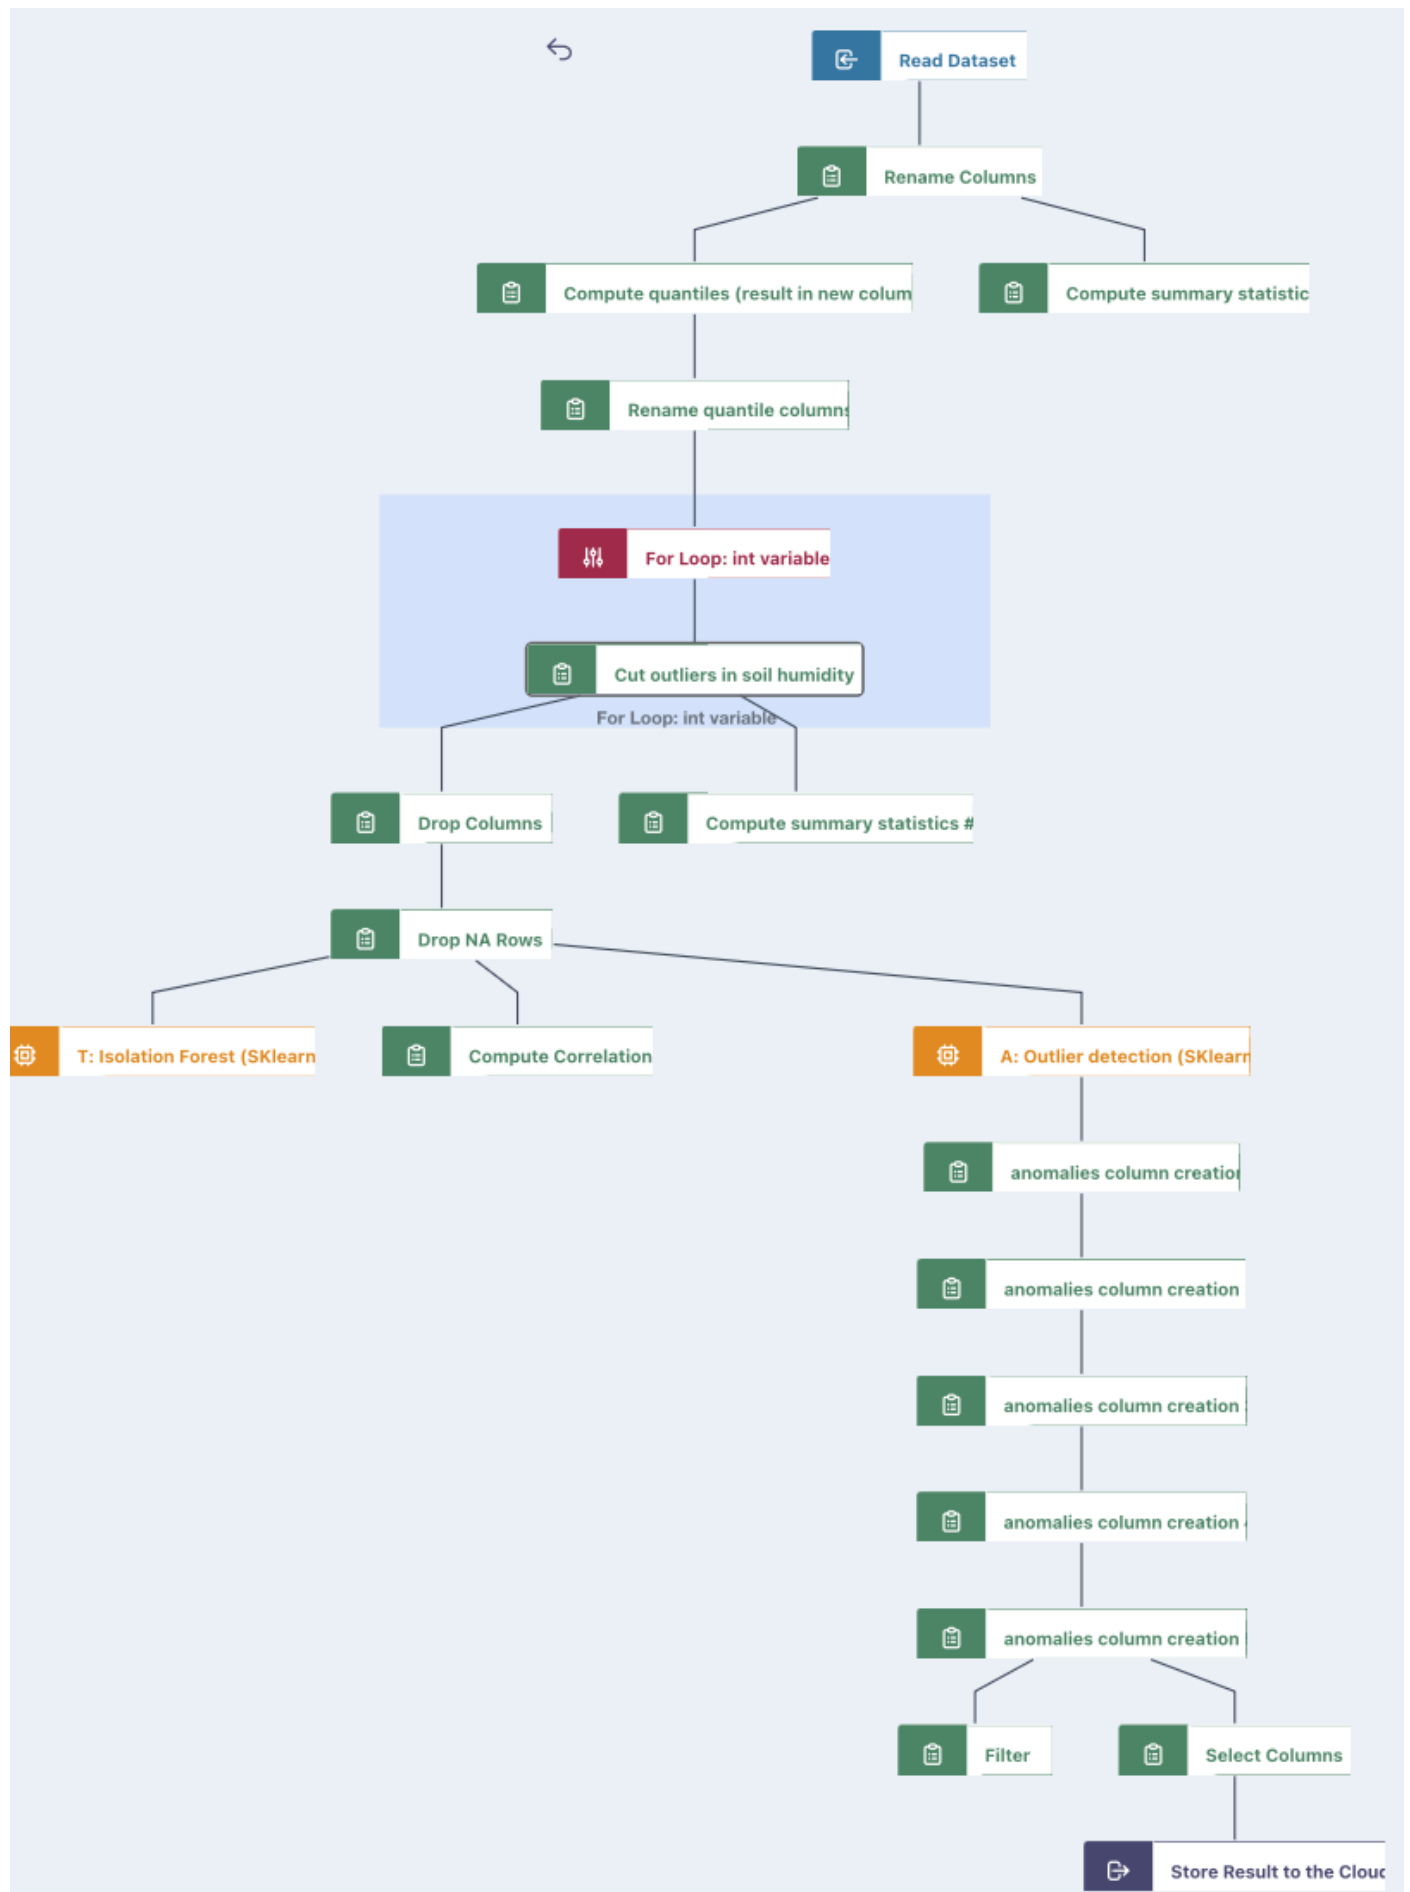 Read Dataset
Rename Columns
Compute quantiles (result in new colum
Compute summary statistic
Rename quantile columns
For Loop: int variable
Cut outliers in soil humidity
For Loop: int variable
Drop Columns
Compute summary statistics #
Drop NA Rows
T: Isolation Forest (SKlearn
Compute Correlation
A: Outlier detection (SKlearn
anomalies column creation
anomalies column creation
anomalies column creation
anomalies column creation
anomalies column creation
Filter
Select Columns
Store Result to the Cloud